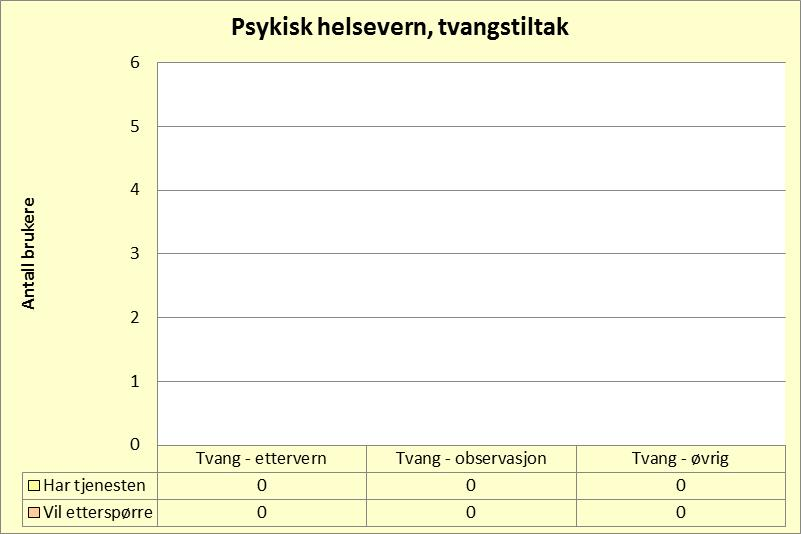 Psykisk helsevern, tvangstiltak
6
5
4
3
2
1
0
Antall brukere
Tvang - ettervern Tvang - observasjon Tvang - øvrig
Har tjenesten 0 0 0
Vil etterspørre 0 0 0